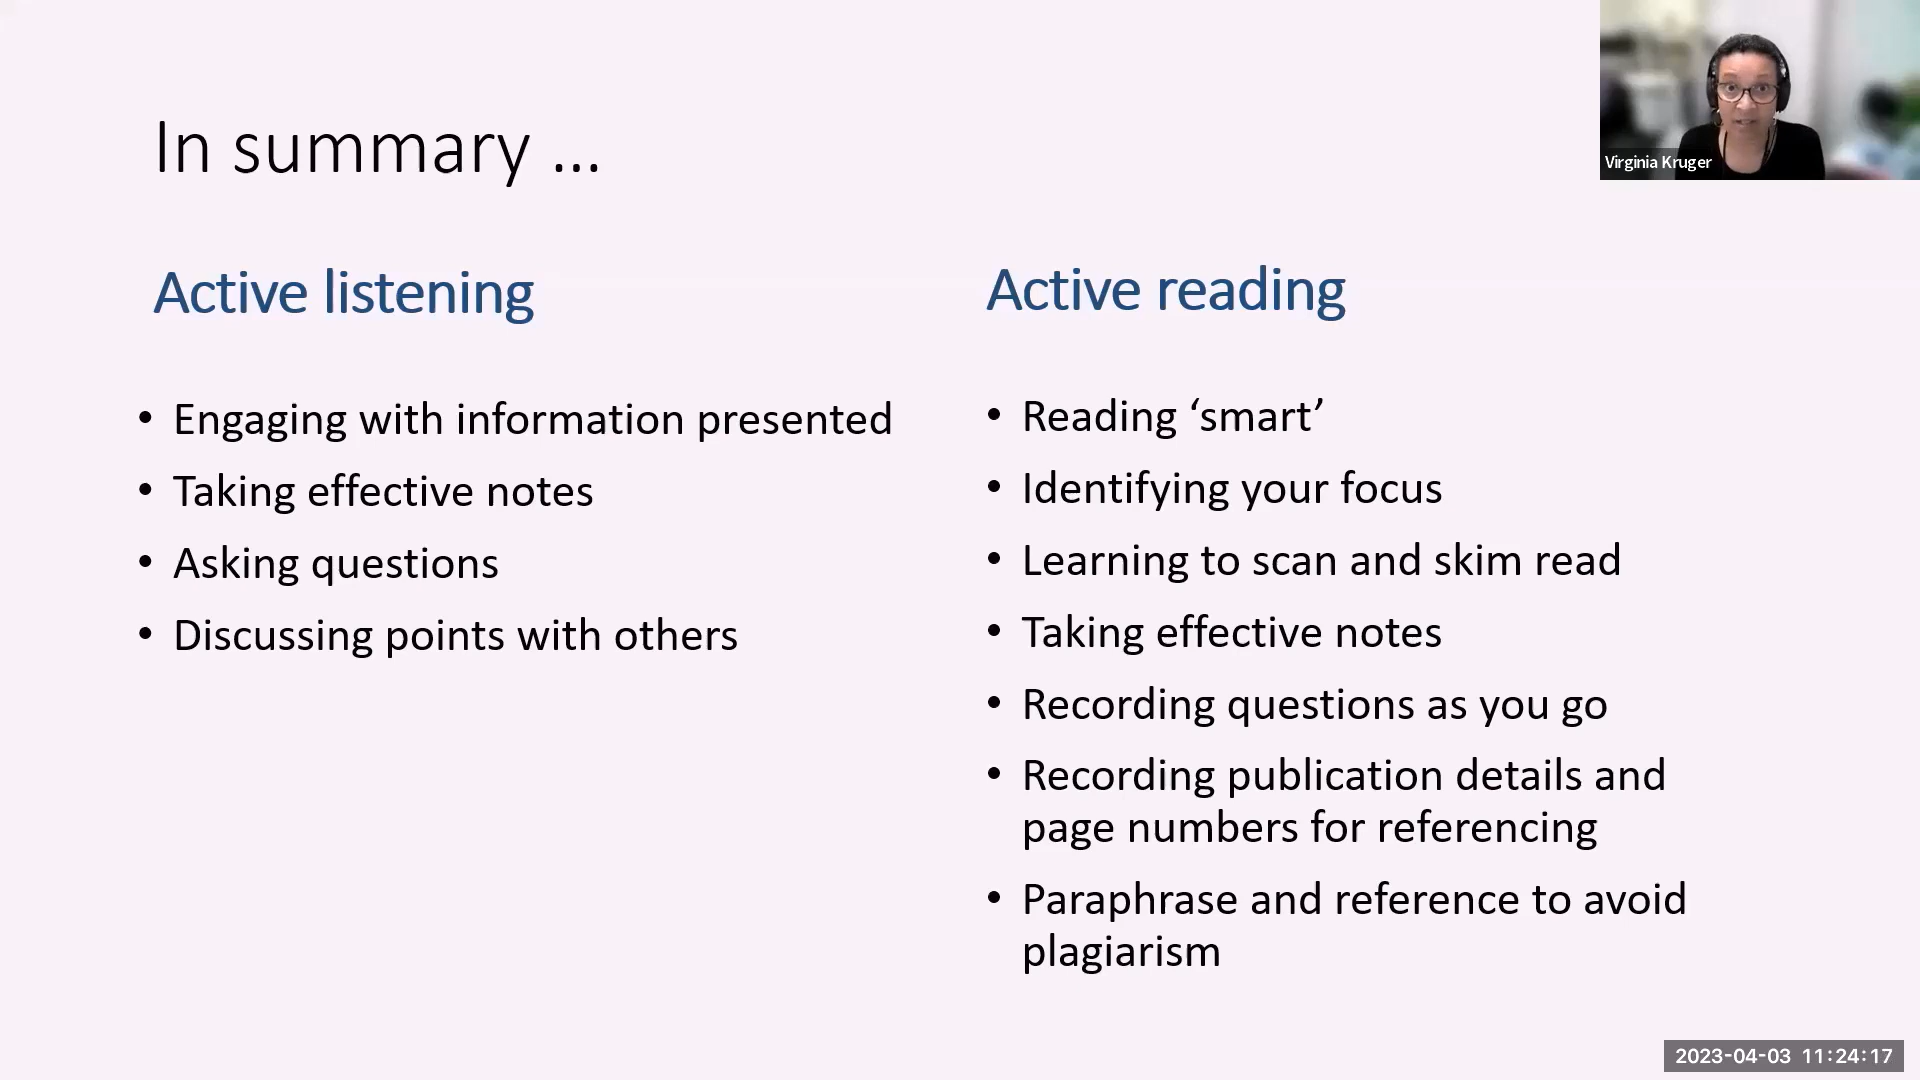 In summary ...
Active listening
• Engaging with information presented
• Taking effective notes
• Asking questions
• Discussing points with others
Active reading
• Reading ‘smart’
• Identifying your focus
• Learning to scan and skim read
• Taking effective notes
• Recording questions as you go
• Recording publication details and
page numbers for referencing
• Paraphrase and reference to avoid
plagiarism
Virginia Kruger
2023-04-03 11:24:17